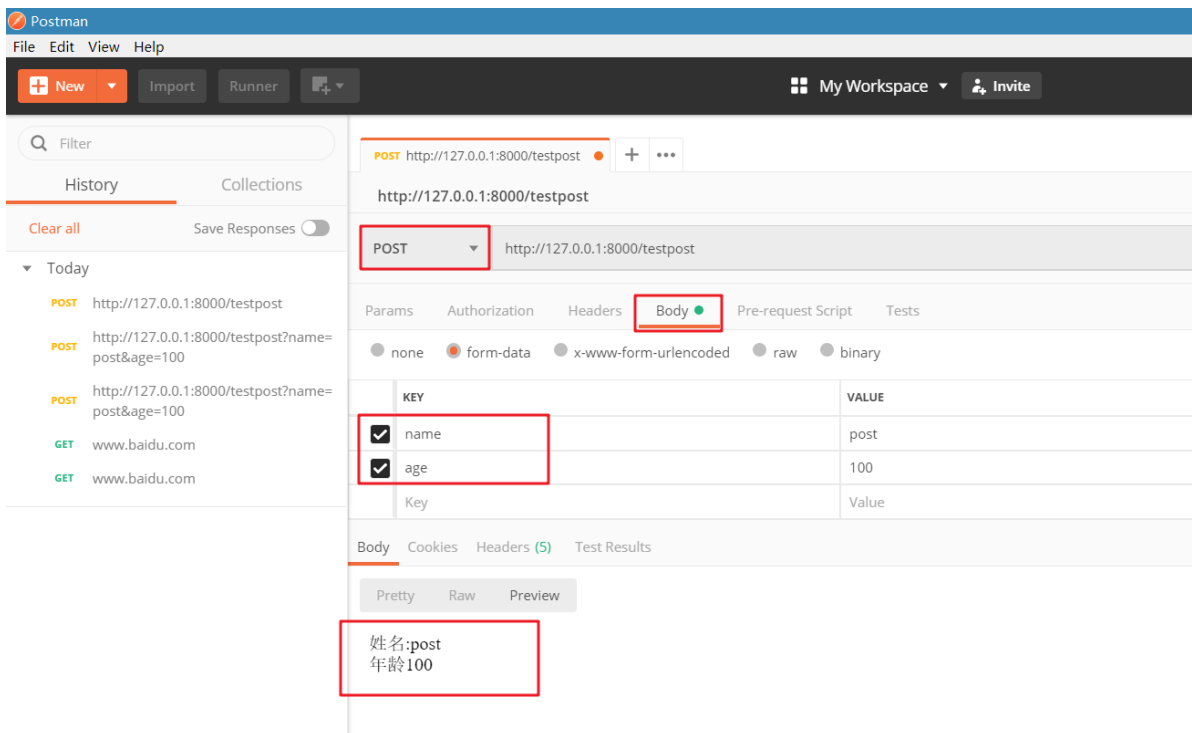 Postman
File Edit View Help
New Import Runner My Workspace Invite
Filter
History Collections
Clear all Save Responses
Today
POST http://127.0.0.1:8000/testpost
POST http://127.0.0.1:8000/testpost?name=
post&age=100
POST http://127.0.0.1:8000/testpost?name=
post&age=100
GET www.baidu.com
GET www.baidu.com
POST http://127.0.0.1:8000/testpost
http://127.0.0.1:8000/testpost
POST http://127.0.0.1:8000/testpost
Params Authorization Headers Body Pre-request Script Tests
none form-data x-www-form-urlencoded raw binary
KEY VALUE
name post
age 100
Key Value
Body Cookies Headers (5) Test Results
Pretty Raw Preview
姓名:post
年龄100